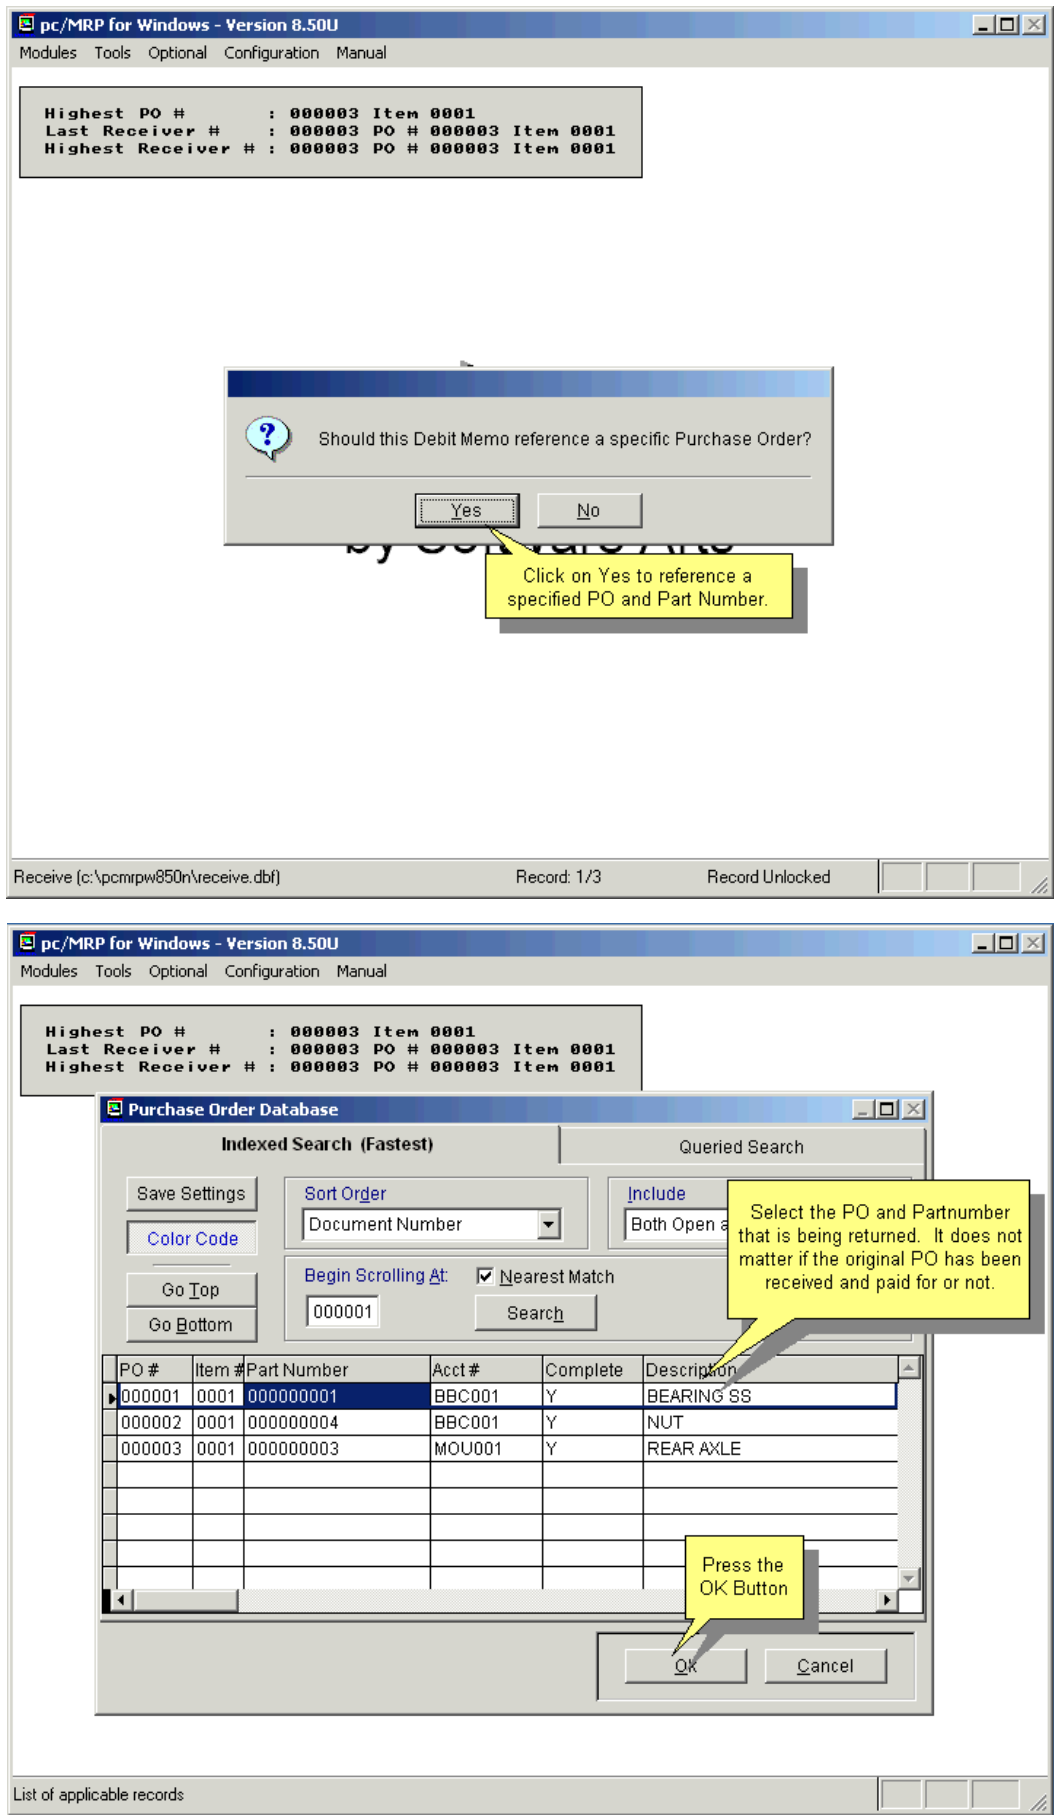 pc/MRP for Windows - Version 8.50U
Modules Tools Optional Configuration Manual
Highest PO # : 000003 Item 0001
Last Receiver # : 000003 PO # 000003 Item 0001
Highest Receiver # : 000003 PO # 000003 Item 0001
Should this Debit Memo reference a specific Purchase Order?
Yes No
by Software Arts
Click on Yes to reference a
specified PO and Part Number.
Receive (c:\pcmrpw850n\receive.dbf) Record: 1/3 Record Unlocked
pc/MRP for Windows - Version 8.50U
Modules Tools Optional Configuration Manual
Highest PO # : 000003 Item 0001
Last Receiver # : 000003 PO # 000003 Item 0001
Highest Receiver # : 000003 PO # 000003 Item 0001
Purchase Order Database
Indexed Search (Fastest) Queried Search
Save Settings Sort Order Include
Color Code Document Number Both Open a
Select the PO and Partnumber
that is being returned. It does not
matter if the original PO has been
received and paid for or not.
Go Top Begin Scrolling At: Nearest Match
Go Bottom 000001 Search
PO # Item # Part Number Acct # Complete Description
000001 0001 000000001 BBC001 Y BEARING SS
000002 0001 000000004 BBC001 Y NUT
000003 0001 000000003 MOU001 Y REAR AXLE
Press the
OK Button
Ok Cancel
List of applicable records